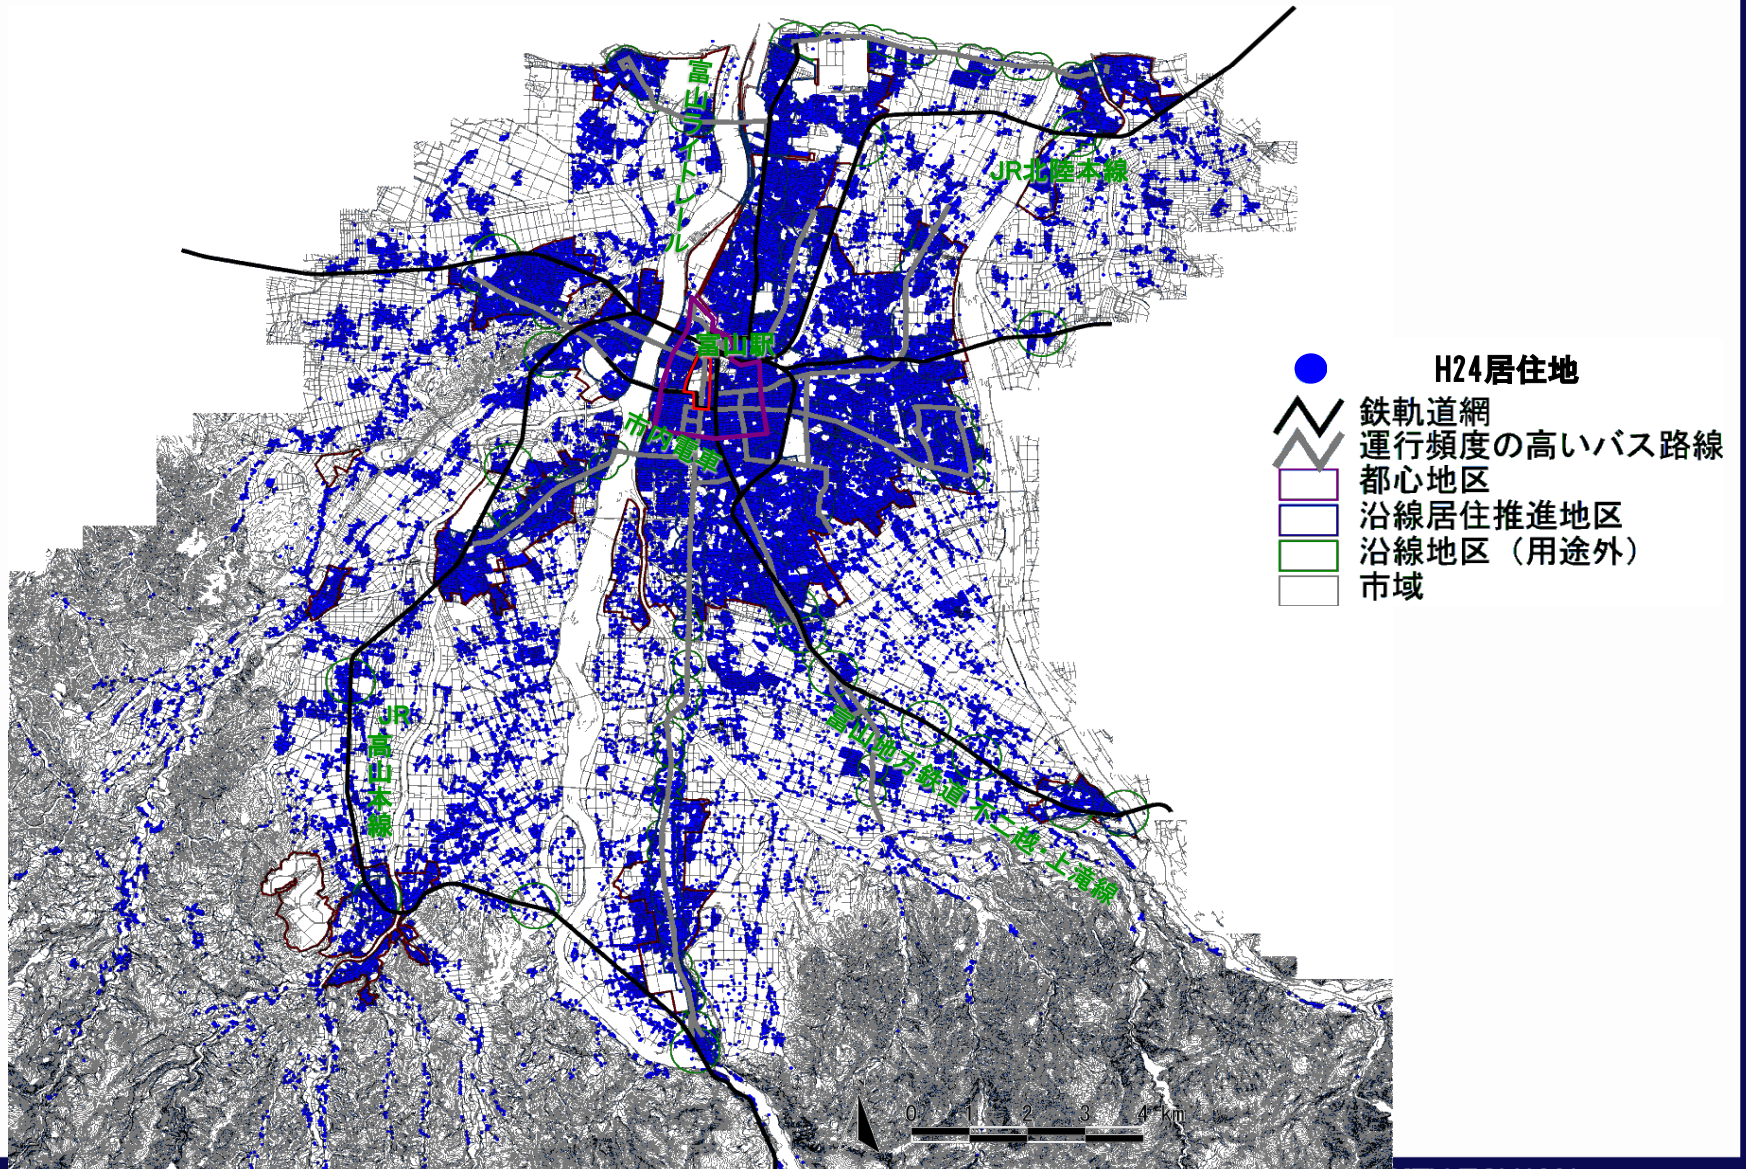 富山ライトレール
JR北陸本線
富山駅
市内電車
JR
高山本線
富山地方鉄道 不二越・上滝線
H24居住地
鉄軌道網
運行頻度の高いバス路線
都心地区
沿線居住推進地区
沿線地区（用途外）
市域
0 1 2 3 4 km